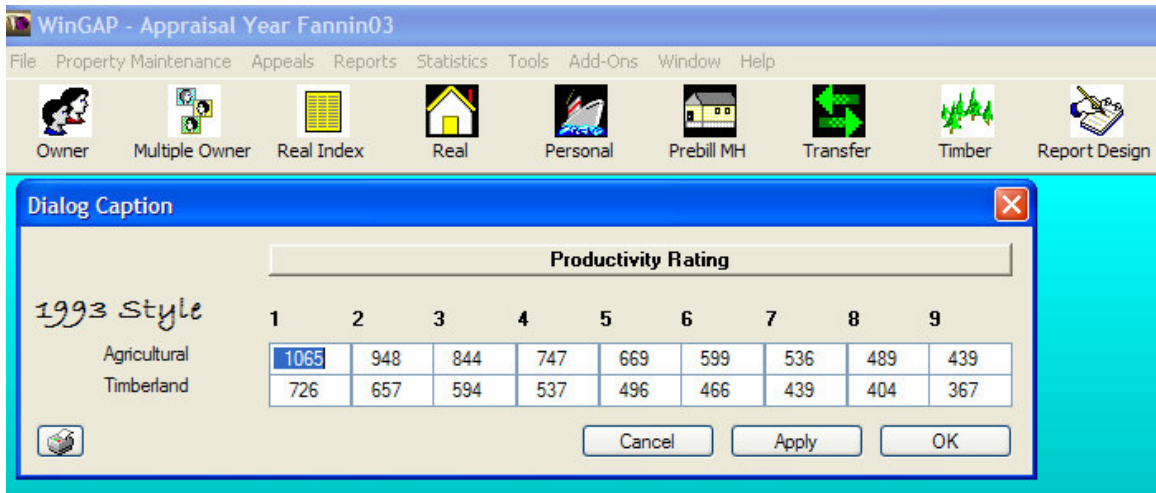 WinGAP - Appraisal Year Fannin03
File Property Maintenance Appeals Reports Statistics Tools Add-Ons Window Help
Owner Multiple Owner Real Index Real Personal Prebill MH Transfer Timber Report Design
Dialog Caption
Productivity Rating
1993 Style 1 2 3 4 5 6 7 8 9
Agricultural 1065 948 844 747 669 599 536 489 439
Timberland 726 657 594 537 496 466 439 404 367
Cancel Apply OK